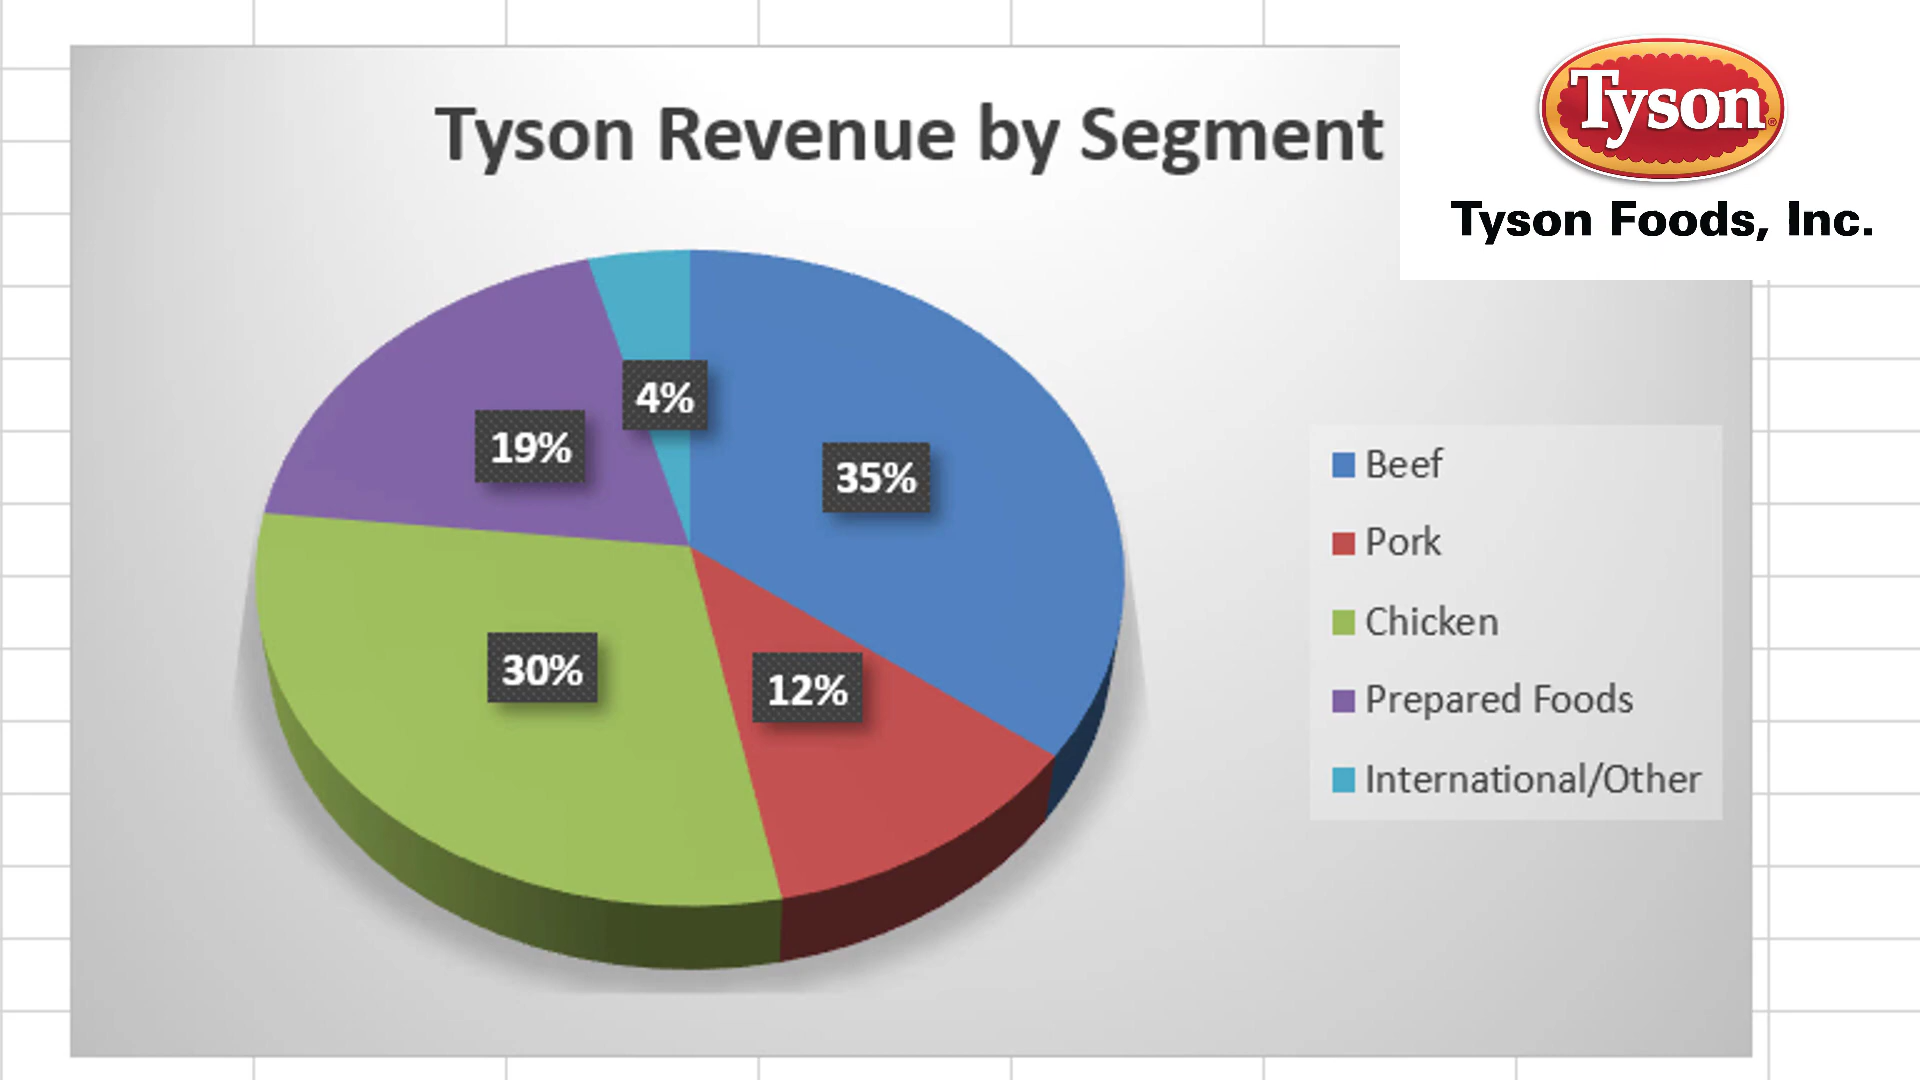 Tyson Revenue by Segment
Tyson
Tyson Foods, Inc.
4%
19%
35%
30%
12%
Beef
Pork
Chicken
Prepared Foods
International/Other